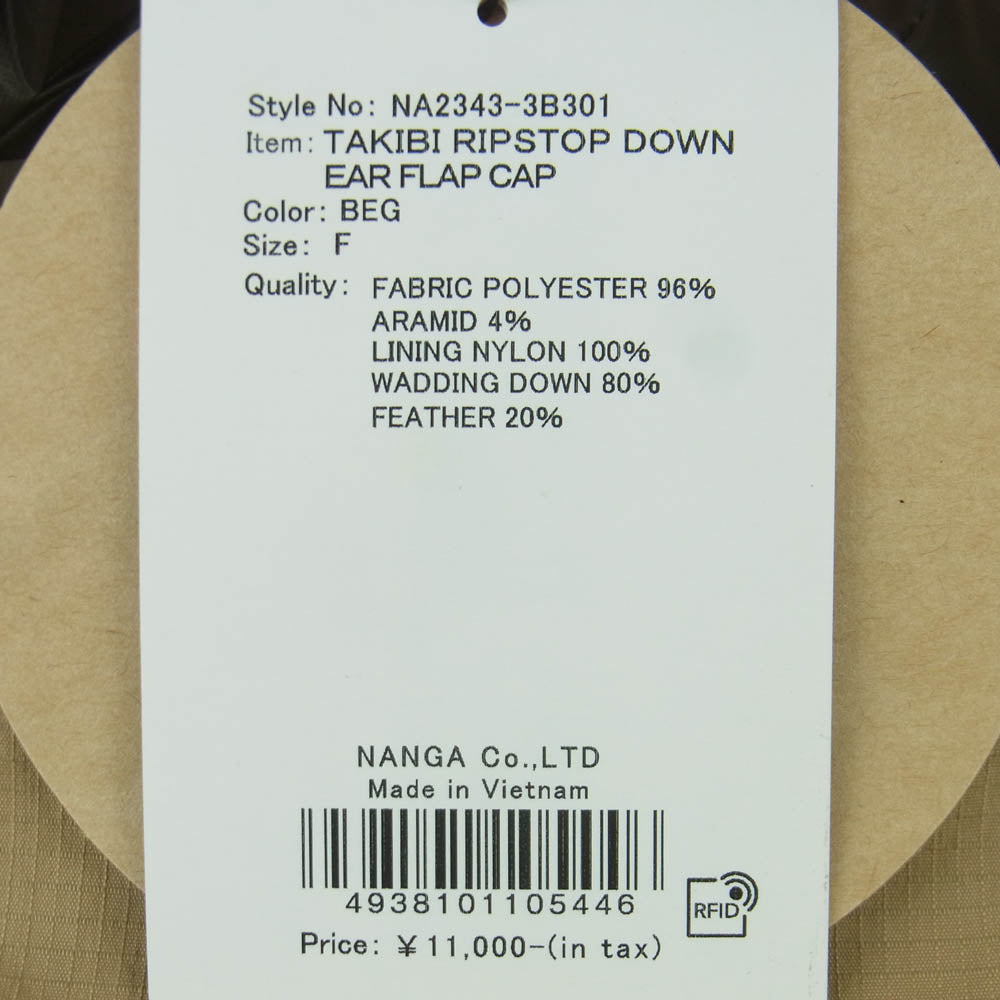 Style No: NA2343-3B301
Item: TAKIBI RIPSTOP DOWN
EAR FLAP CAP
Color: BEG
Size: F
Quality: FABRIC POLYESTER 96%
ARAMID 4%
LINING NYLON 100%
WADDING DOWN 80%
FEATHER 20%
NANGA Co.,LTD
Made in Vietnam
4938101105446
RFID
Price: ¥ 11,000-(in tax)